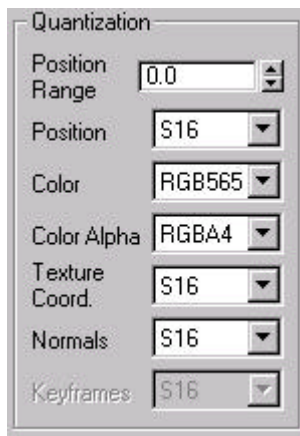 Quantization
Position
Range
0.0
Position
S16
Color
RGB565
Color Alpha
RGBA4
Texture
Coord.
S16
Normals
S16
Keyframes
S16